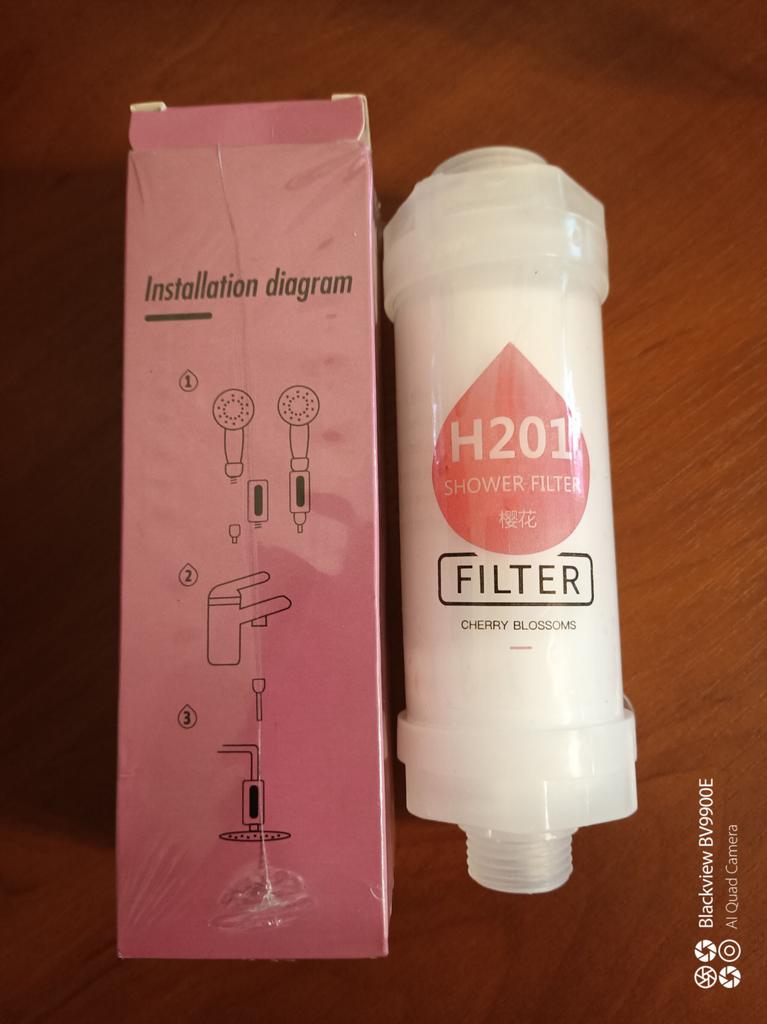 Installation diagram
1
2
3
H201
SHOWER FILTER
樱花
FILTER
CHERRY BLOSSOMS
Blackview BV9900E
AI Quad Camera